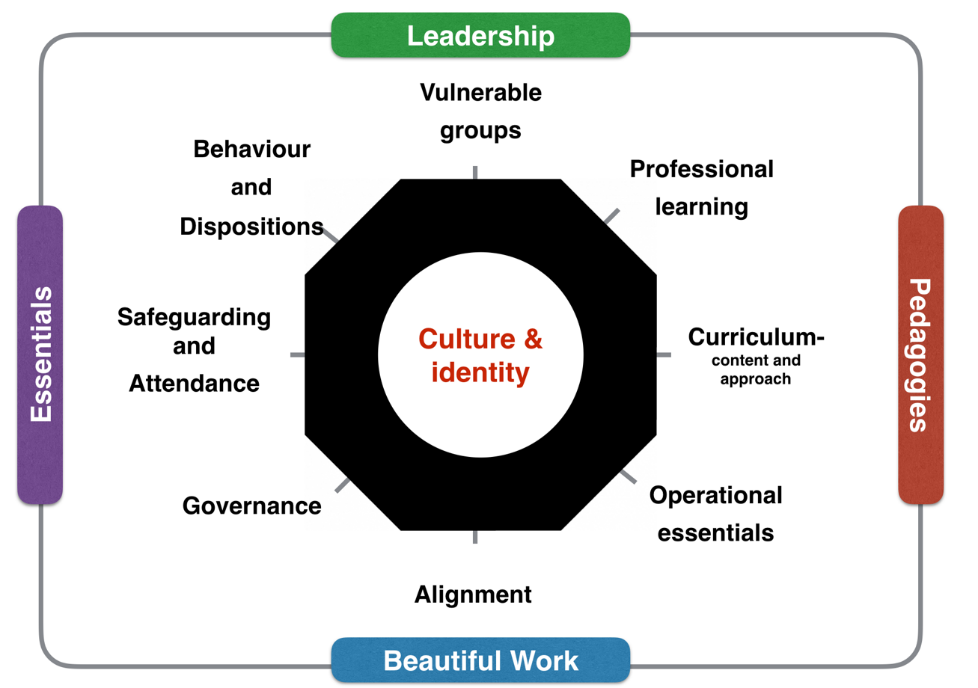 Leadership
Vulnerable
groups
Behaviour
and
Dispositions
Professional
learning
Essentials
Safeguarding
and
Attendance
Culture &
identity
Curriculum-
content and
approach
Pedagogies
Governance
Operational
essentials
Alignment
Beautiful Work